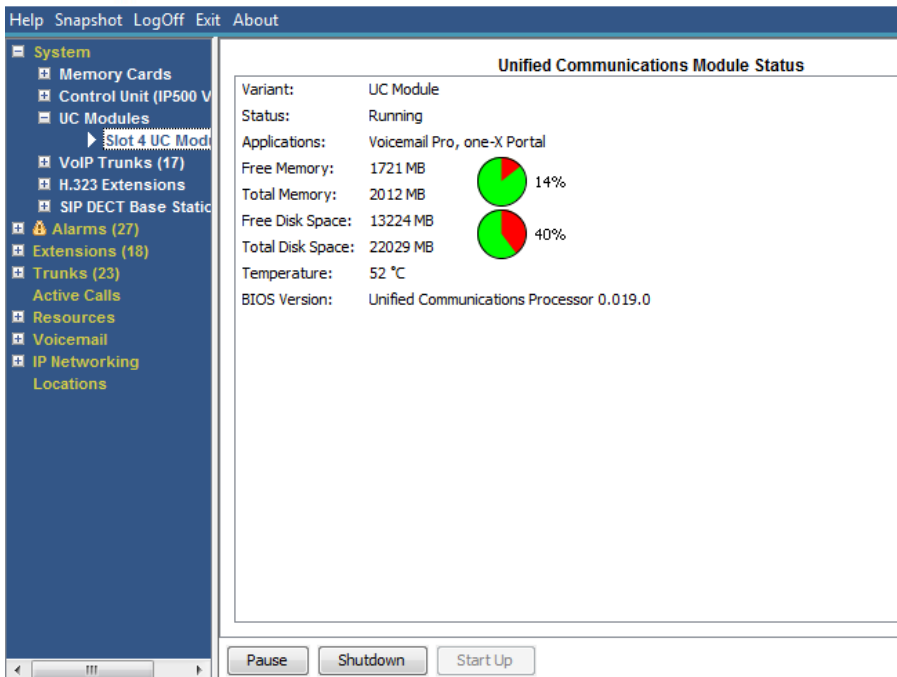 Help Snapshot LogOff Exit About
System
Memory Cards
Control Unit (IP500 V
UC Modules
Slot 4 UC Modu
VoIP Trunks (17)
H.323 Extensions
SIP DECT Base Static
Alarms (27)
Extensions (18)
Trunks (23)
Active Calls
Resources
Voicemail
IP Networking
Locations
Unified Communications Module Status
Variant: UC Module
Status: Running
Applications: Voicemail Pro, one-X Portal
Free Memory: 1721 MB
14%
Total Memory: 2012 MB
Free Disk Space: 13224 MB
40%
Total Disk Space: 22029 MB
Temperature: 52 °C
BIOS Version: Unified Communications Processor 0.019.0
Pause Shutdown Start Up